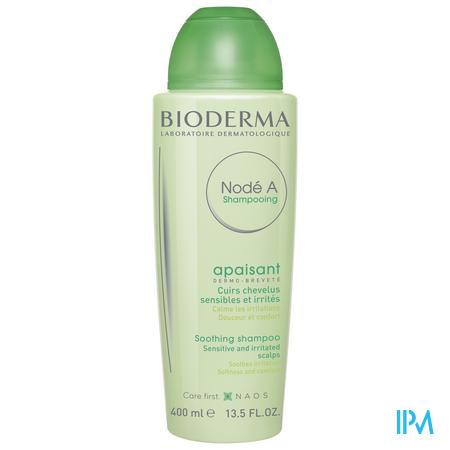 BIODERMA
LABORATOIRE DERMATOLOGIQUE
Nodé A
Shampooing
apaisant
DERMO-BREVETÉ
Cuirs chevelus
sensibles et irrités
Calme les irritations
Douceur et confort
Soothing shampoo
Sensitive and irritated
scalps
Soothes irritations
Softness and comfort
Care first. NAOS
400 ml e 13.5 FL.OZ.
IPM